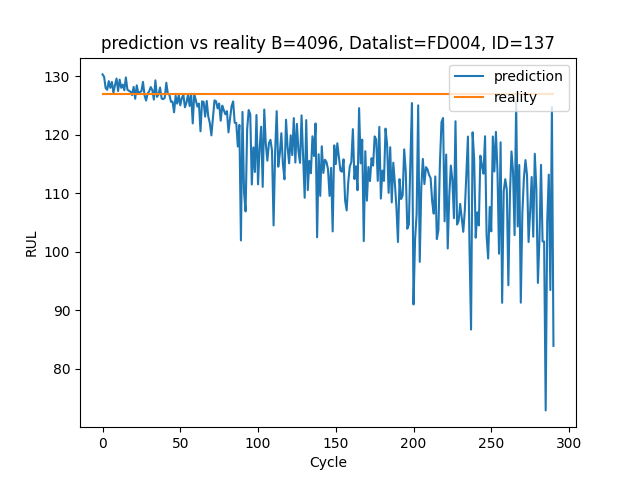 prediction vs reality B=4096, Datalist=FD004, ID=137
prediction
reality
130
120
110
100
90
80
RUL
0 50 100 150 200 250 300
Cycle